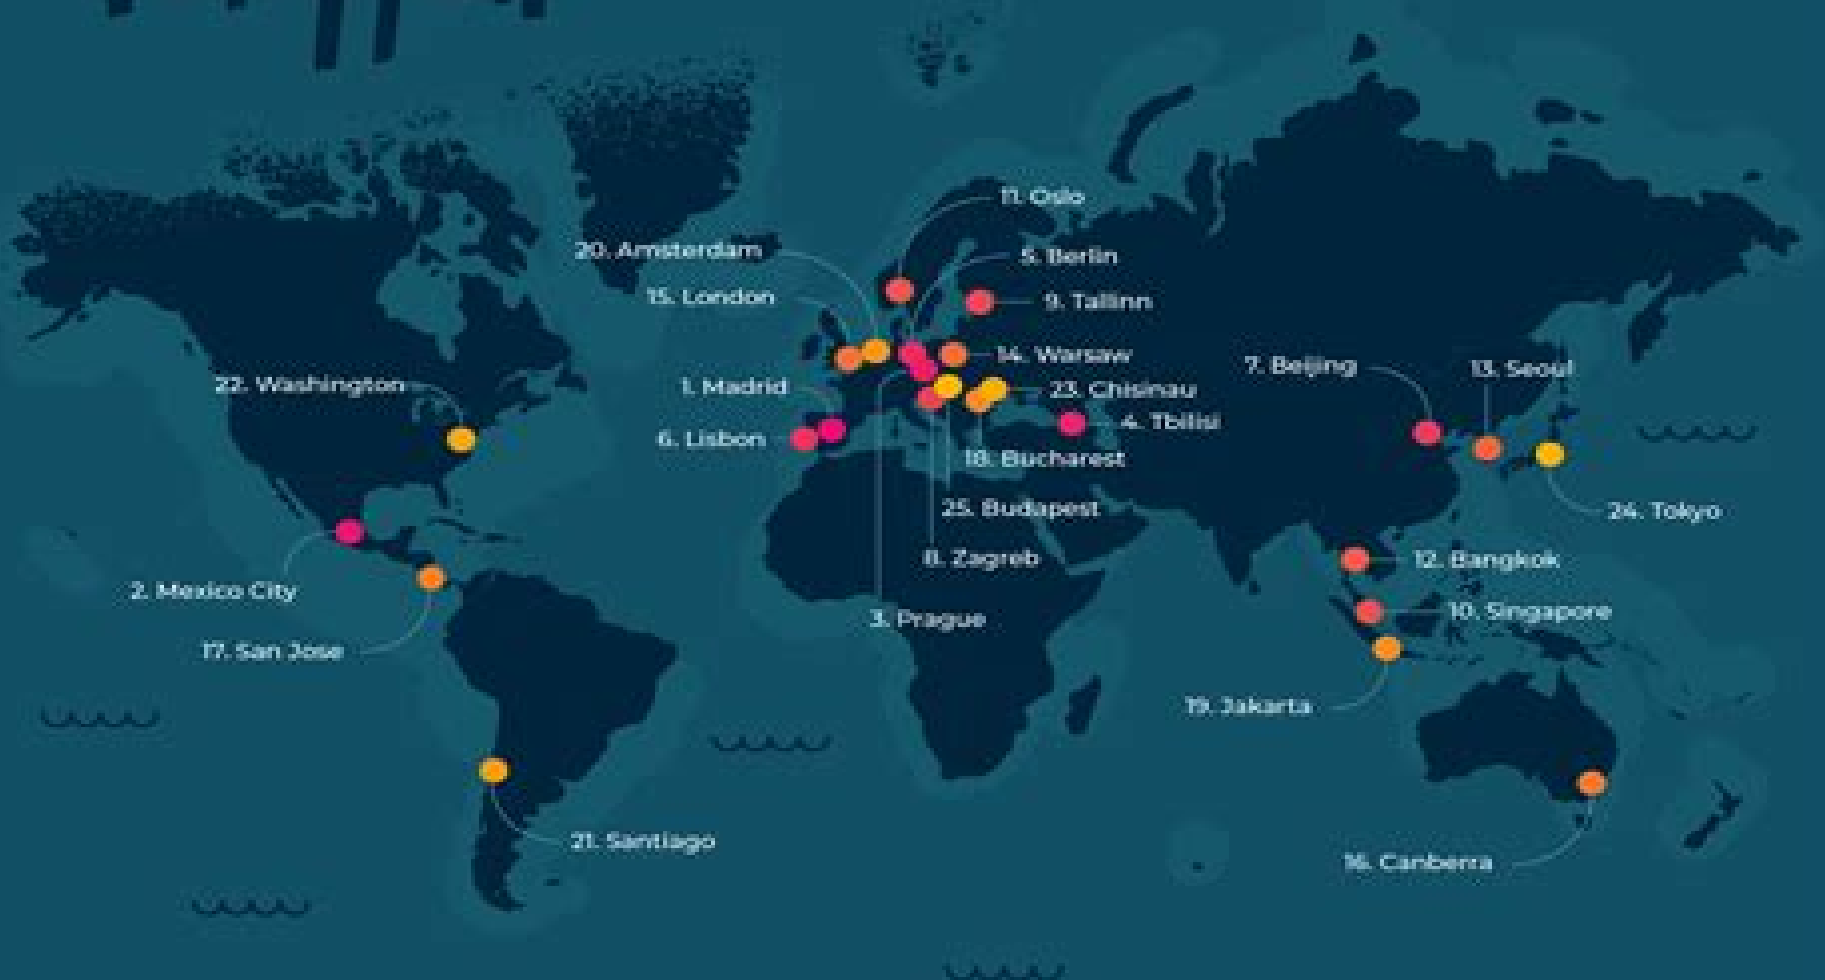 11. Oslo
20. Amsterdam
5. Berlin
15. London
9. Tallinn
14. Warsaw
7. Beijing
13. Seoul
22. Washington
1. Madrid
23. Chisinau
4. Tbilisi
6. Lisbon
18. Bucharest
25. Budapest
24. Tokyo
8. Zagreb
12. Bangkok
2. Mexico City
3. Prague
10. Singapore
17. San Jose
19. Jakarta
21. Santiago
16. Canberra